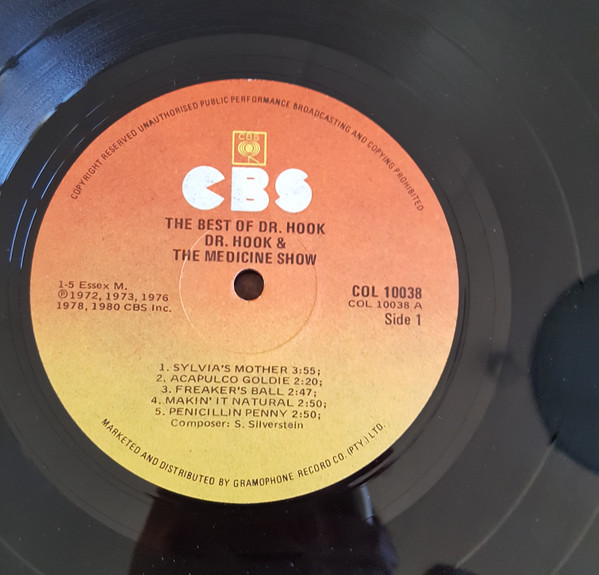 COPYRIGHT RESERVED UNAUTHORISED PUBLIC PERFORMANCE BROADCASTING AND COPYING PROHIBITED
CBS
CBS
THE BEST OF DR. HOOK
DR. HOOK &
THE MEDICINE SHOW
1-5 Essex M.
℗1972, 1973, 1976
1978, 1980 CBS Inc.
COL 10038
COL 10038 A
Side 1
1. SYLVIA'S MOTHER 3:55;
2. ACAPULCO GOLDIE 2:20;
3. FREAKER'S BALL 2:47;
4. MAKIN' IT NATURAL 2:50;
5. PENICILLIN PENNY 2:50;
Composer: S. Silverstein
MARKETED AND DISTRIBUTED BY GRAMOPHONE RECORD CO. (PTY.) LTD.